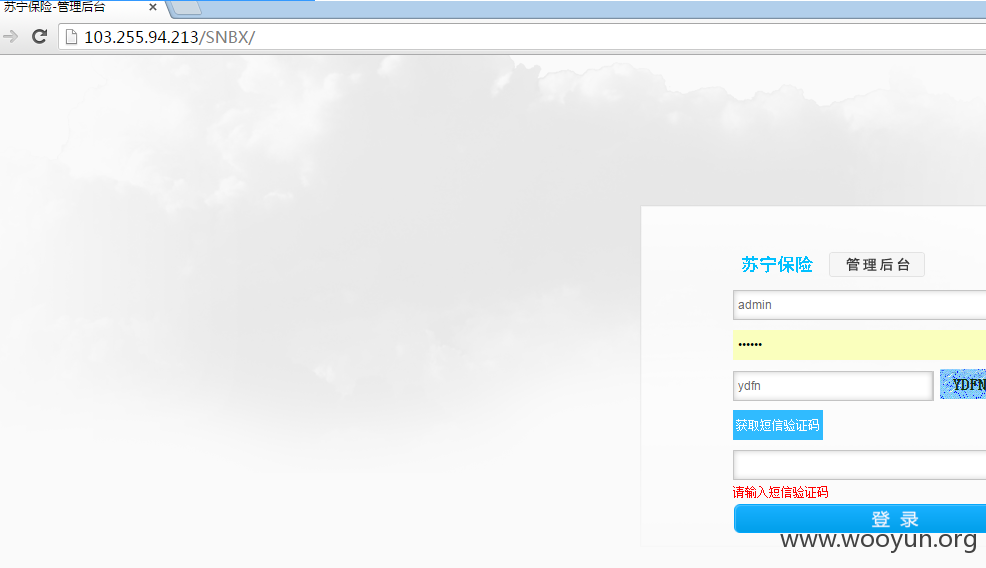 苏宁保险-管理后台
103.255.94.213/SNBX/
苏宁保险 管理后台
admin
••••••
ydfn YDFN
获取短信验证码
请输入短信验证码
登 录
www.wooyun.org